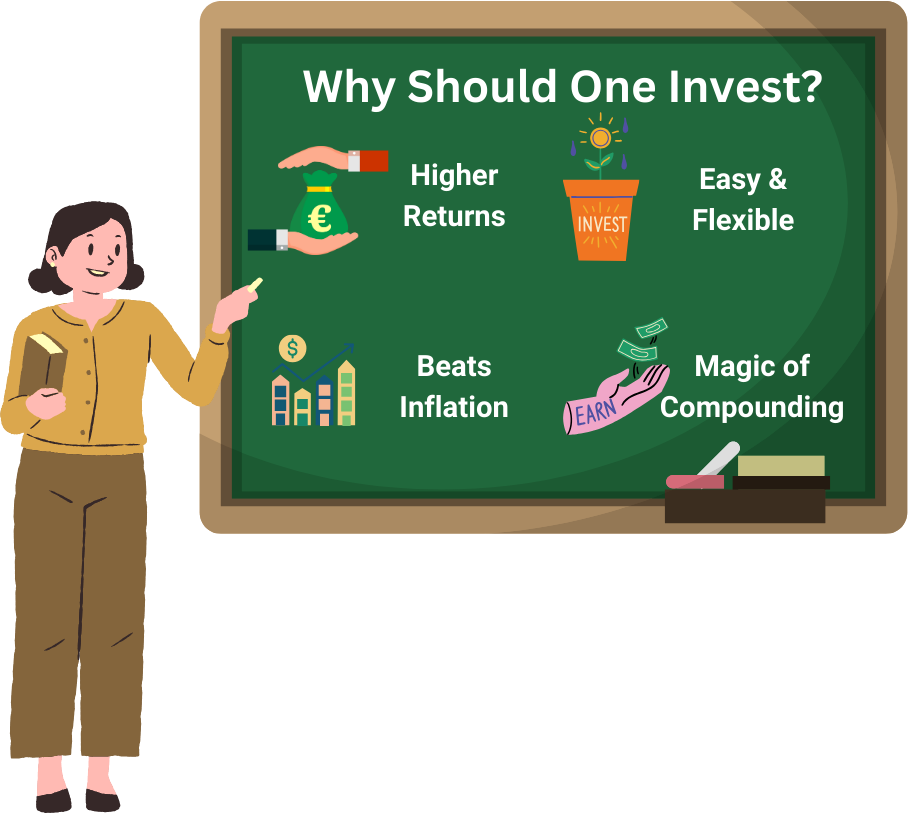 Why Should One Invest?
Higher
Returns
€
INVEST
Easy &
Flexible
$
Beats
Inflation
EARN
Magic of
Compounding